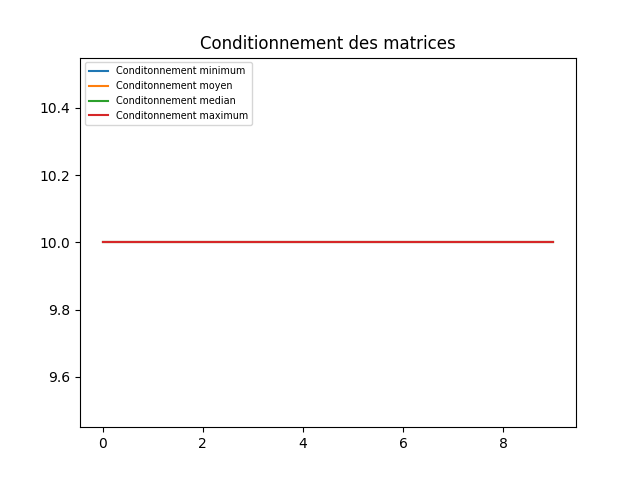 Conditionnement des matrices
Conditonnement minimum
Conditonnement moyen
Conditonnement median
Conditonnement maximum
10.4
10.2
10.0
9.8
9.6
0 2 4 6 8